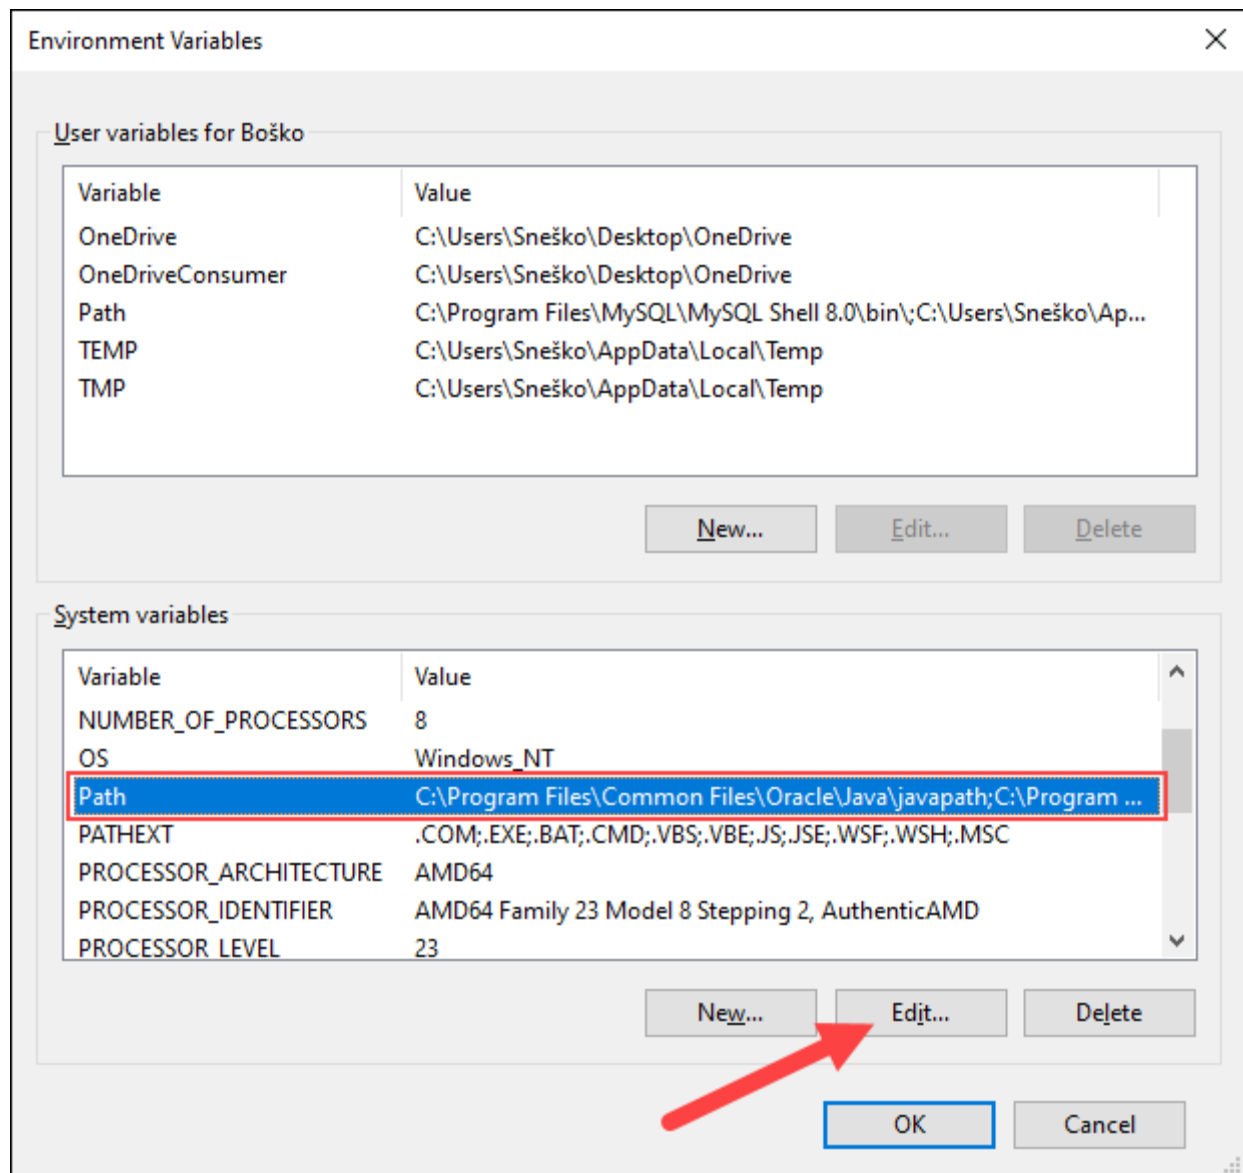 Environment Variables
User variables for Boško
Variable Value
OneDrive C:\Users\Sneško\Desktop\OneDrive
OneDriveConsumer C:\Users\Sneško\Desktop\OneDrive
Path C:\Program Files\MySQL\MySQL Shell 8.0\bin\;C:\Users\Sneško\Ap...
TEMP C:\Users\Sneško\AppData\Local\Temp
TMP C:\Users\Sneško\AppData\Local\Temp
New... Edit... Delete
System variables
Variable Value
NUMBER_OF_PROCESSORS 8
OS Windows_NT
Path C:\Program Files\Common Files\Oracle\Java\javapath;C:\Program ...
PATHEXT .COM;.EXE;.BAT;.CMD;.VBS;.VBE;.JS;.JSE;.WSF;.WSH;.MSC
PROCESSOR_ARCHITECTURE AMD64
PROCESSOR_IDENTIFIER AMD64 Family 23 Model 8 Stepping 2, AuthenticAMD
PROCESSOR_LEVEL 23
New... Edit... Delete
OK Cancel